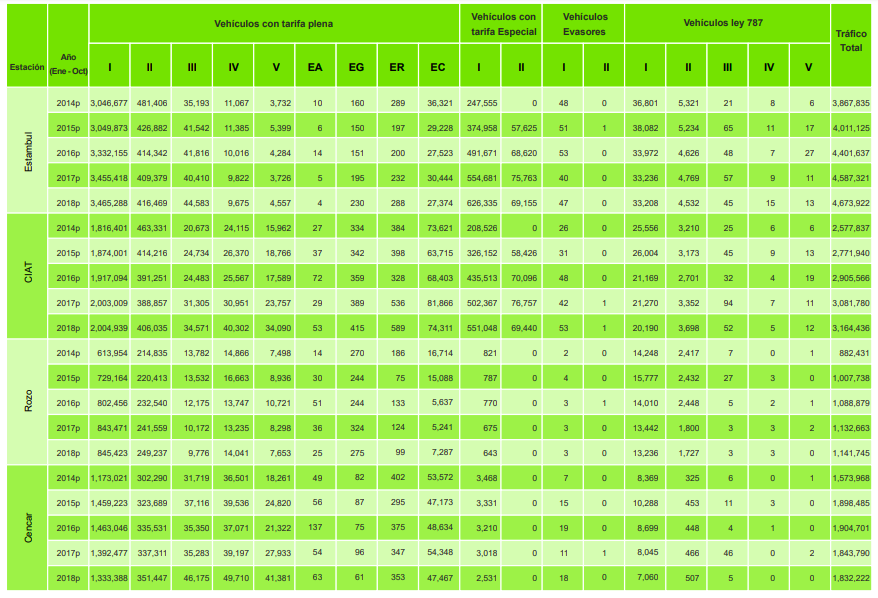 Estación Año (Ene - Oct) Vehículos con tarifa plena Vehículos con tarifa Especial Vehículos Evasores Vehículos ley 787 Tráfico Total
I II III IV V EA EG ER EC I II I II I II III IV V
Estambul
2014p 3,046,677 481,406 35,193 11,067 3,732 10 160 289 36,321 247,555 0 48 0 36,801 5,321 21 8 6 3,867,835
2015p 3,049,873 426,882 41,542 11,385 5,399 6 150 197 29,228 374,958 57,625 51 1 38,082 5,234 65 11 17 4,011,125
2016p 3,332,155 414,342 41,816 10,016 4,284 14 151 200 27,523 491,671 68,620 53 0 33,972 4,626 48 7 27 4,401,637
2017p 3,455,418 409,379 40,410 9,822 3,726 5 195 232 30,444 554,681 75,763 40 0 33,236 4,769 57 9 11 4,587,321
2018p 3,465,288 416,469 44,583 9,675 4,557 4 230 288 27,374 626,335 69,155 47 0 33,208 4,532 45 15 13 4,673,922
CIAT
2014p 1,816,401 463,331 20,673 24,115 15,962 27 334 384 73,621 208,526 0 26 0 25,556 3,210 25 6 6 2,577,837
2015p 1,874,001 414,216 24,734 26,370 18,766 37 342 398 63,715 326,152 58,426 31 0 26,004 3,173 45 9 13 2,771,940
2016p 1,917,094 391,251 24,483 25,567 17,589 72 359 328 68,403 435,513 70,096 48 0 21,169 2,701 32 4 19 2,905,566
2017p 2,003,009 388,857 31,305 30,951 23,757 29 389 536 81,866 502,367 76,757 42 1 21,270 3,352 94 7 11 3,081,780
2018p 2,004,939 406,035 34,571 40,302 34,090 53 415 589 74,311 551,048 69,440 53 1 20,190 3,698 52 5 12 3,164,436
Rozo
2014p 613,954 214,835 13,782 14,866 7,498 14 270 186 16,714 821 0 2 0 14,248 2,417 7 0 1 882,431
2015p 729,164 220,413 13,532 16,663 8,936 30 244 75 15,088 787 0 4 0 15,777 2,432 27 3 0 1,007,738
2016p 802,456 232,540 12,175 13,747 10,721 51 244 133 5,637 770 0 3 1 14,010 2,448 5 2 1 1,088,879
2017p 843,471 241,559 10,172 13,235 8,298 36 324 124 5,241 675 0 3 0 13,442 1,800 3 3 2 1,132,663
2018p 845,423 249,237 9,776 14,041 7,653 25 275 99 7,287 643 0 3 0 13,236 1,727 3 3 0 1,141,745
Cencar
2014p 1,173,021 302,290 31,719 36,501 18,261 49 82 402 53,572 3,468 0 7 0 8,369 325 6 0 1 1,573,968
2015p 1,459,223 323,689 37,116 39,536 24,820 56 87 295 47,173 3,331 0 15 0 10,288 453 11 3 0 1,898,485
2016p 1,463,046 335,531 35,350 37,071 21,322 137 75 375 48,634 3,210 0 19 0 8,699 448 4 1 0 1,904,701
2017p 1,392,477 337,311 35,283 39,197 27,933 54 96 347 54,348 3,018 0 11 1 8,045 466 46 0 2 1,843,790
2018p 1,333,388 351,447 46,175 49,710 41,381 63 61 353 47,467 2,531 0 18 0 7,060 507 5 0 0 1,832,222